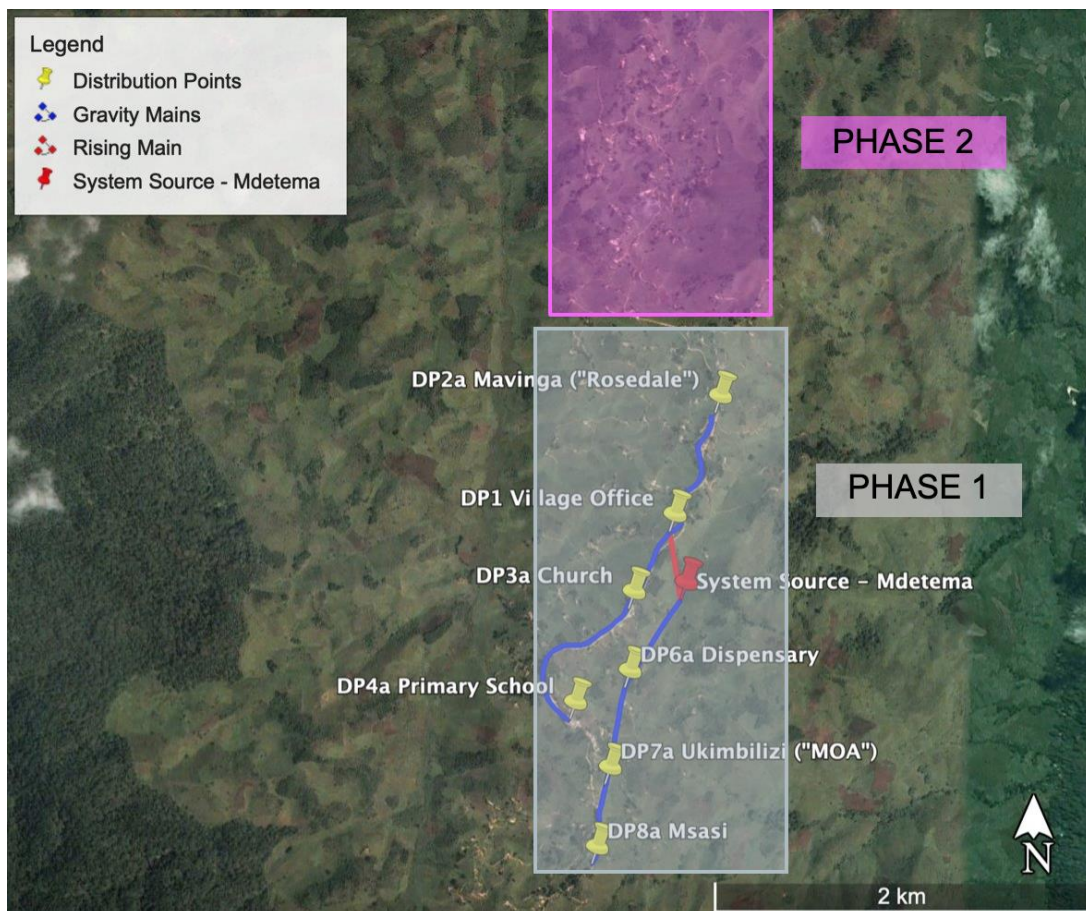 Legend
Distribution Points
Gravity Mains
Rising Main
System Source - Mdetema
PHASE 2
DP2a Mavinga ("Rosedale")
PHASE 1
DP1 Village Office
DP3a Church
System Source - Mdetema
DP6a Dispensary
DP4a Primary School
DP7a Ukimbilizi ("MOA")
DP8a Msasi
N
2 km